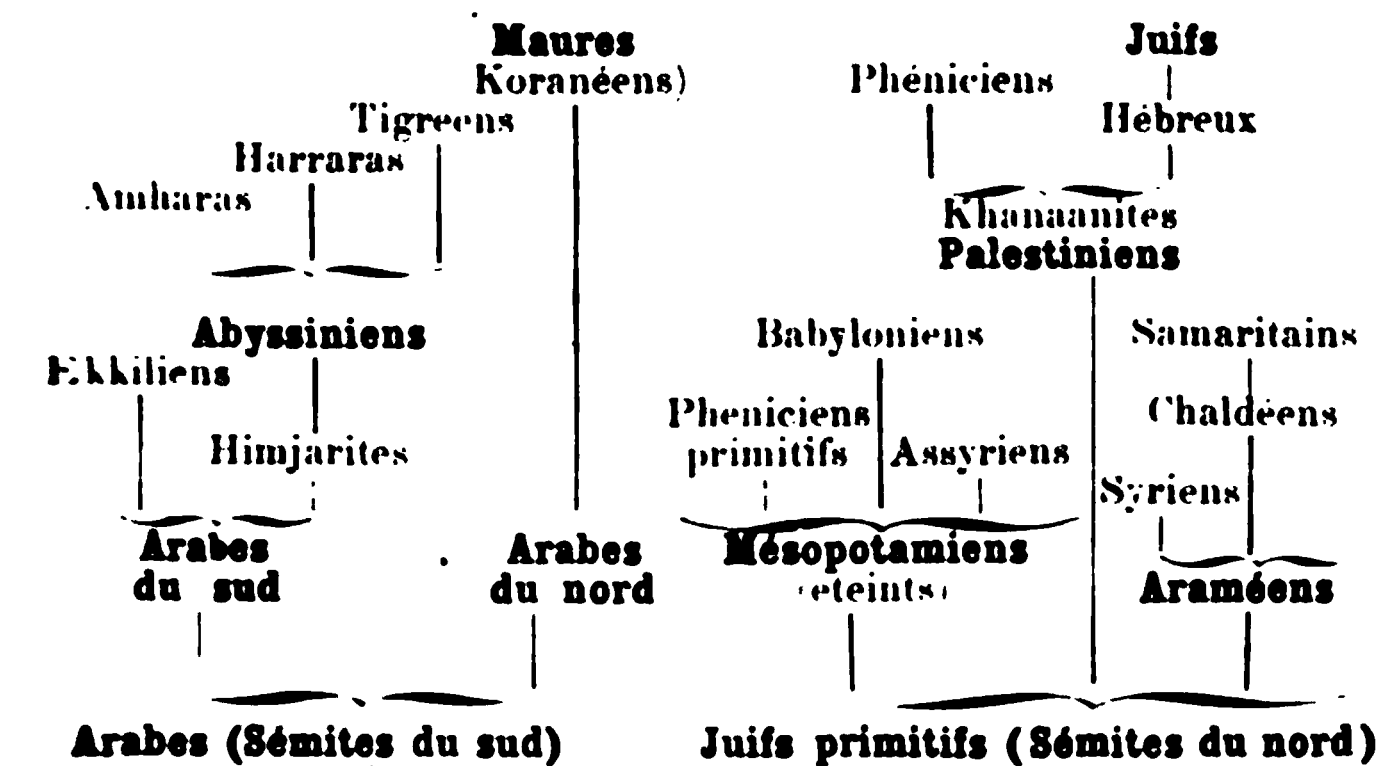 Maures
Koranéens)
Tigreens
Harraras
Amharas
Abyssiniens
Ekkiliens
Himjarites
Arabes
du sud
Arabes
du nord
Arabes (Sémites du sud)
Juifs
Phéniciens
Hébreux
Khanaanites
Palestiniens
Babyloniens
Samaritains
Pheniciens
primitifs
Chaldéens
Assyriens
Syriens
Mésopotamiens
(eteints)
Araméens
Juifs primitifs (Sémites du nord)